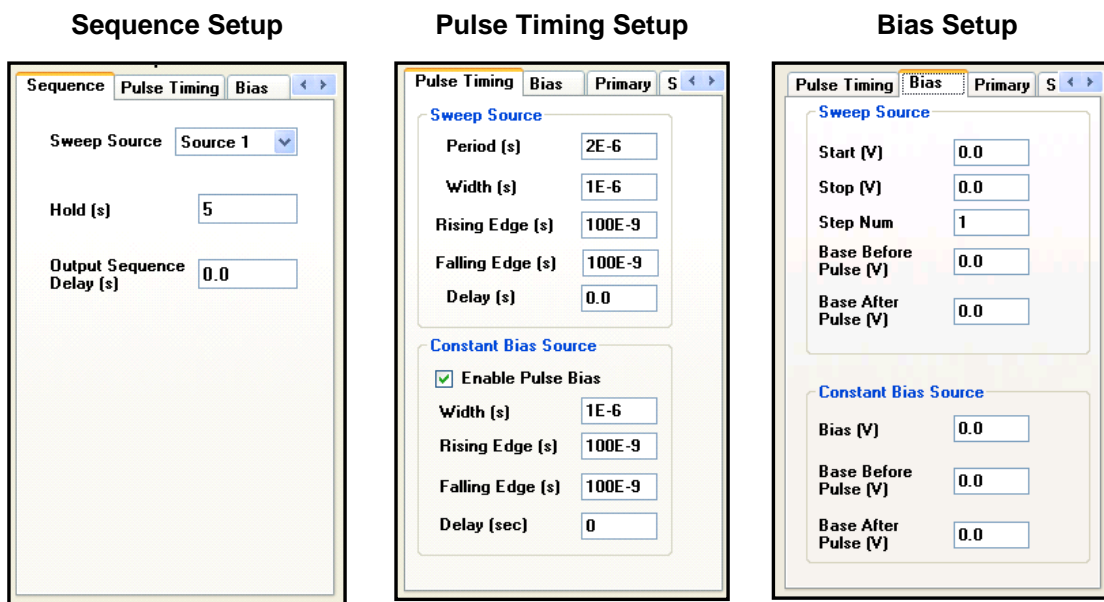 Sequence Setup
Sequence Pulse Timing Bias
Sweep Source Source 1
Hold (s) 5
Output Sequence
Delay (s) 0.0
Pulse Timing Setup
Pulse Timing Bias Primary S
Sweep Source
Period (s) 2E-6
Width (s) 1E-6
Rising Edge (s) 100E-9
Falling Edge (s) 100E-9
Delay (s) 0.0
Constant Bias Source
Enable Pulse Bias
Width (s) 1E-6
Rising Edge (s) 100E-9
Falling Edge (s) 100E-9
Delay (sec) 0
Bias Setup
Pulse Timing Bias Primary S
Sweep Source
Start (V) 0.0
Stop (V) 0.0
Step Num 1
Base Before
Pulse (V) 0.0
Base After
Pulse (V) 0.0
Constant Bias Source
Bias (V) 0.0
Base Before
Pulse (V) 0.0
Base After
Pulse (V) 0.0